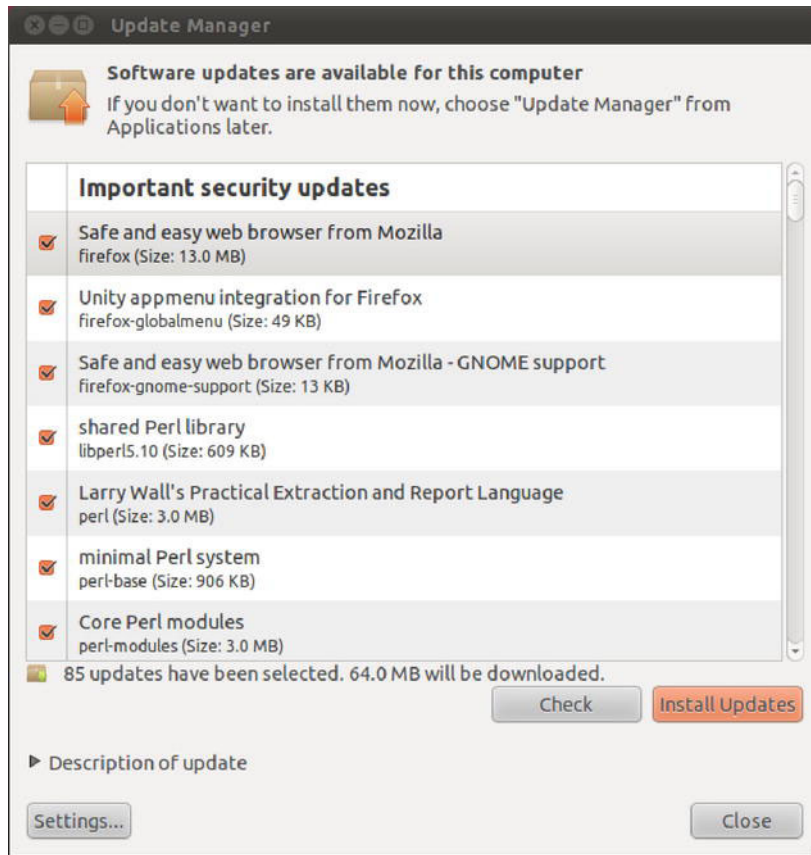 Update Manager
Software updates are available for this computer
If you don't want to install them now, choose "Update Manager" from
Applications later.
Important security updates
Safe and easy web browser from Mozilla
firefox (Size: 13.0 MB)
Unity appmenu integration for Firefox
firefox-globalmenu (Size: 49 KB)
Safe and easy web browser from Mozilla - GNOME support
firefox-gnome-support (Size: 13 KB)
shared Perl library
libperl5.10 (Size: 609 KB)
Larry Wall's Practical Extraction and Report Language
perl (Size: 3.0 MB)
minimal Perl system
perl-base (Size: 906 KB)
Core Perl modules
perl-modules (Size: 3.0 MB)
85 updates have been selected. 64.0 MB will be downloaded.
Check
Install Updates
Description of update
Settings...
Close